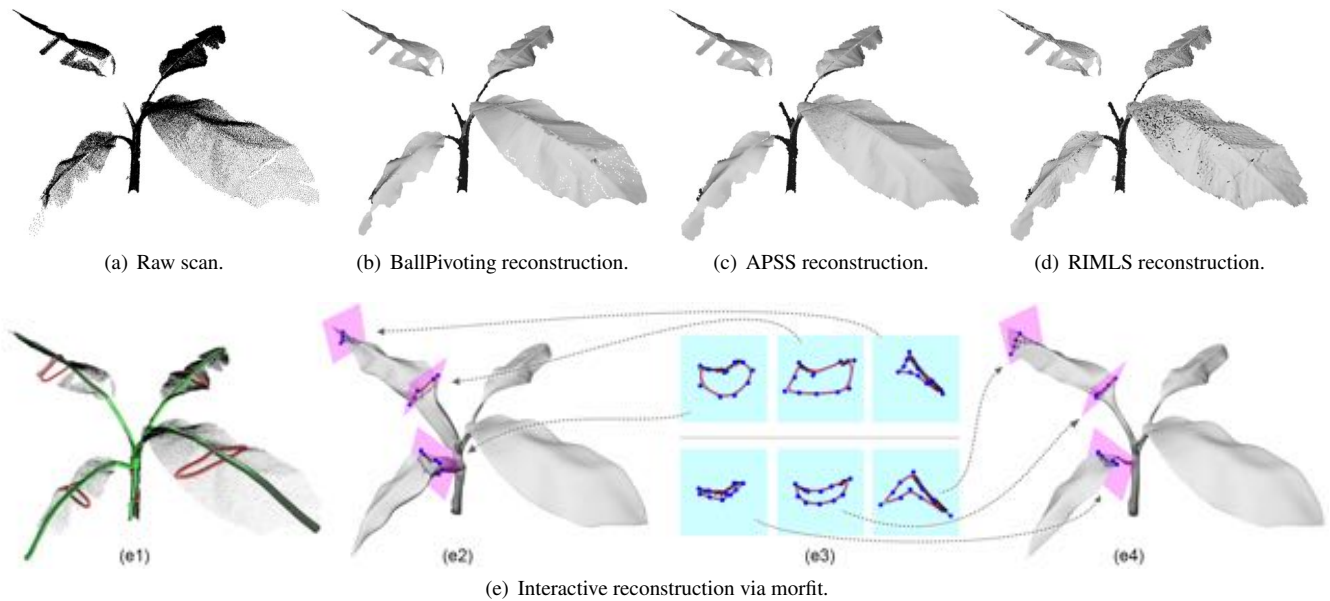 (a) Raw scan.
(b) BallPivoting reconstruction.
(c) APSS reconstruction.
(d) RIMLS reconstruction.
(e1)
(e2)
(e3)
(e4)
(e) Interactive reconstruction via morfit.